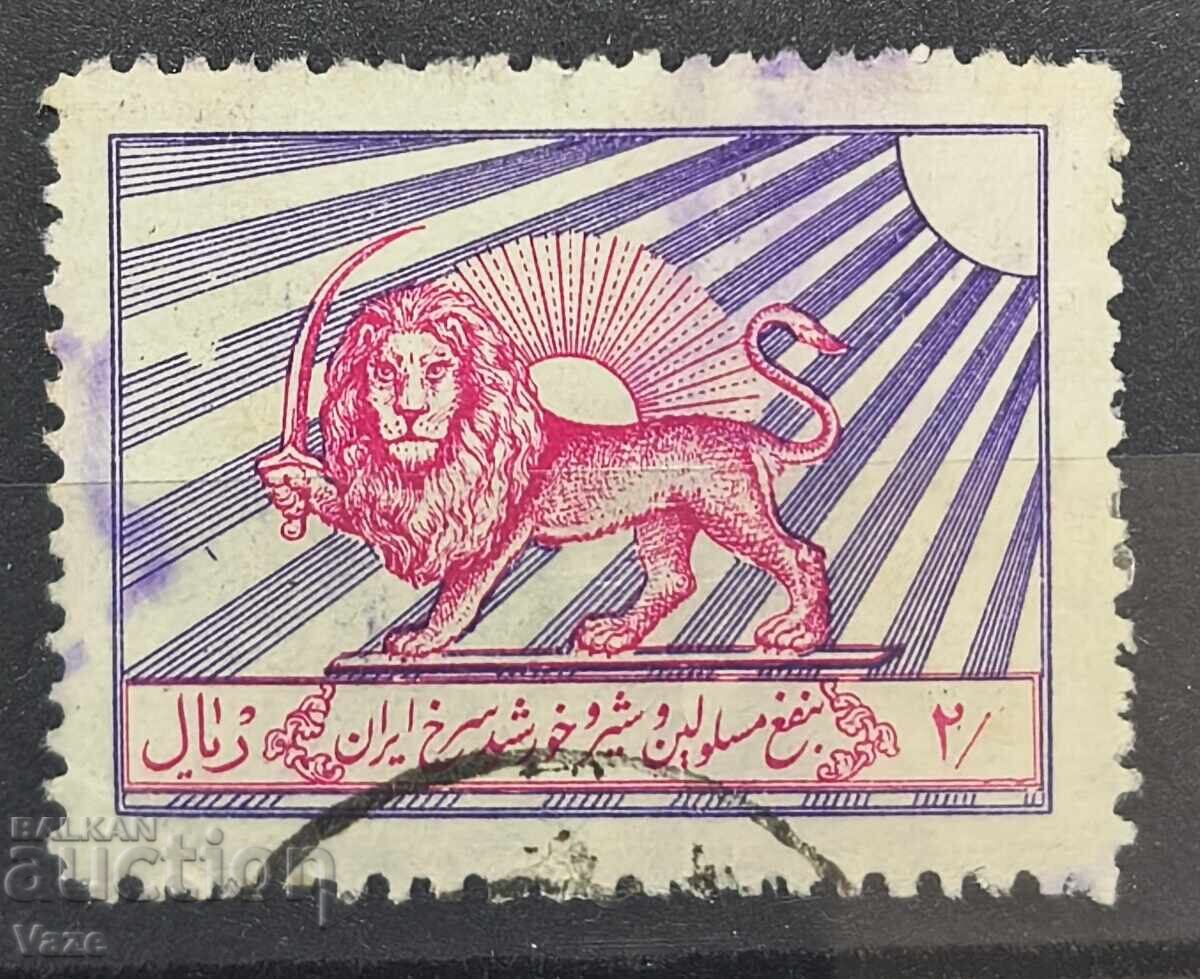 ۲/ بنفع مسلولین و شیر و خورشید سرخ ایران ریال
BALKAN
auction
Vaze